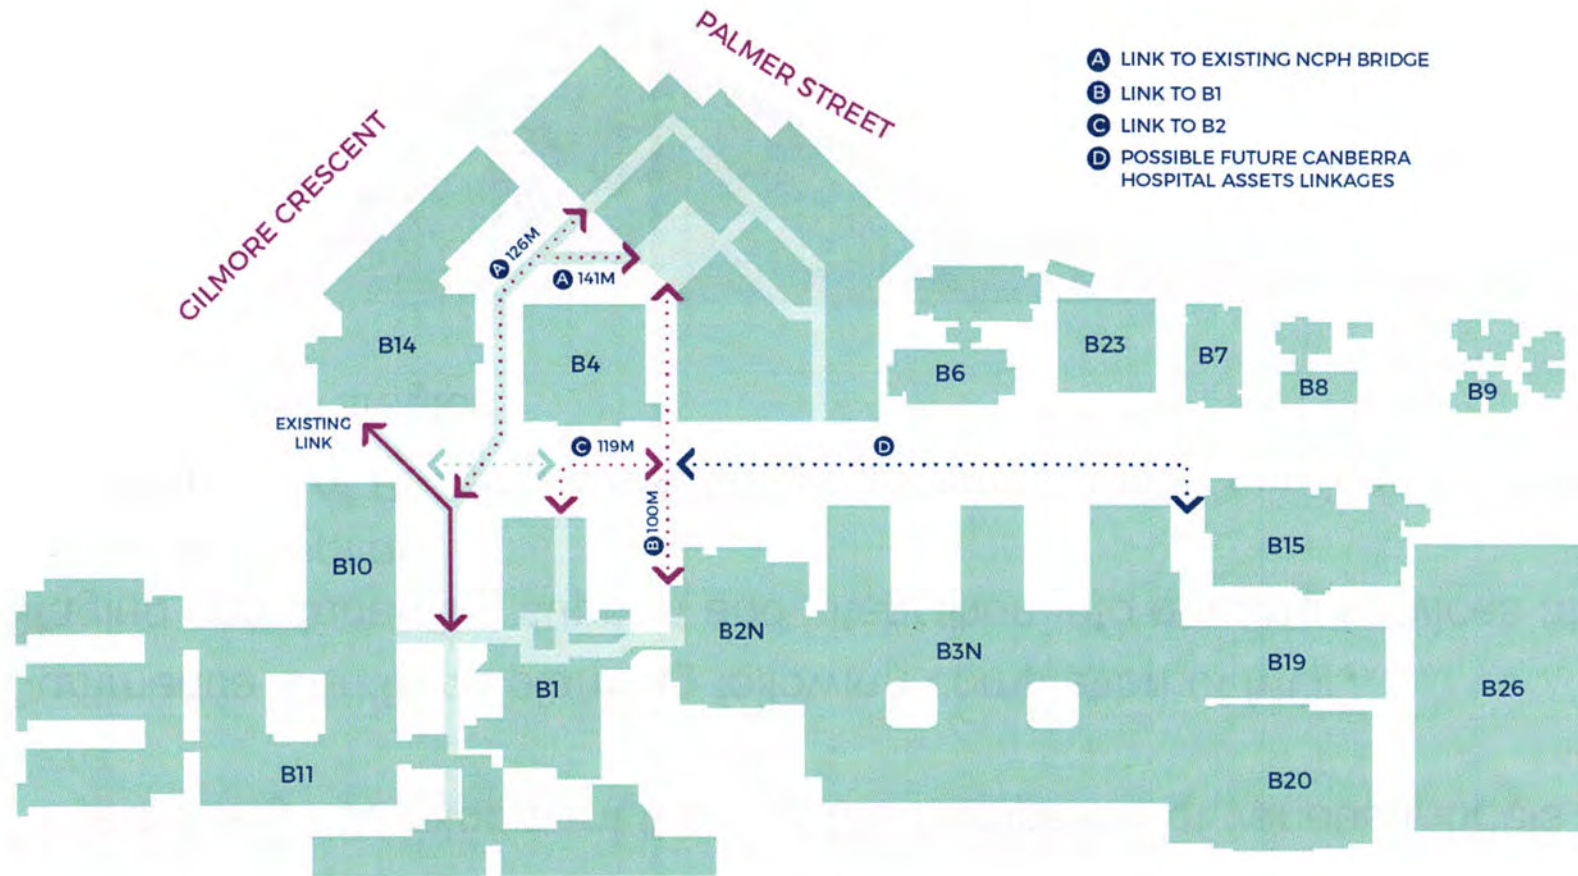 PALMER STREET
GILMORE CRESCENT
A LINK TO EXISTING NCPH BRIDGE
B LINK TO B1
C LINK TO B2
D POSSIBLE FUTURE CANBERRA
HOSPITAL ASSETS LINKAGES
A 126M
A 141M
B14
B4
B6
B23
B7
B8
B9
EXISTING
LINK
C 119M
D
B 100M
B10
B15
B2N
B3N
B19
B1
B26
B11
B20